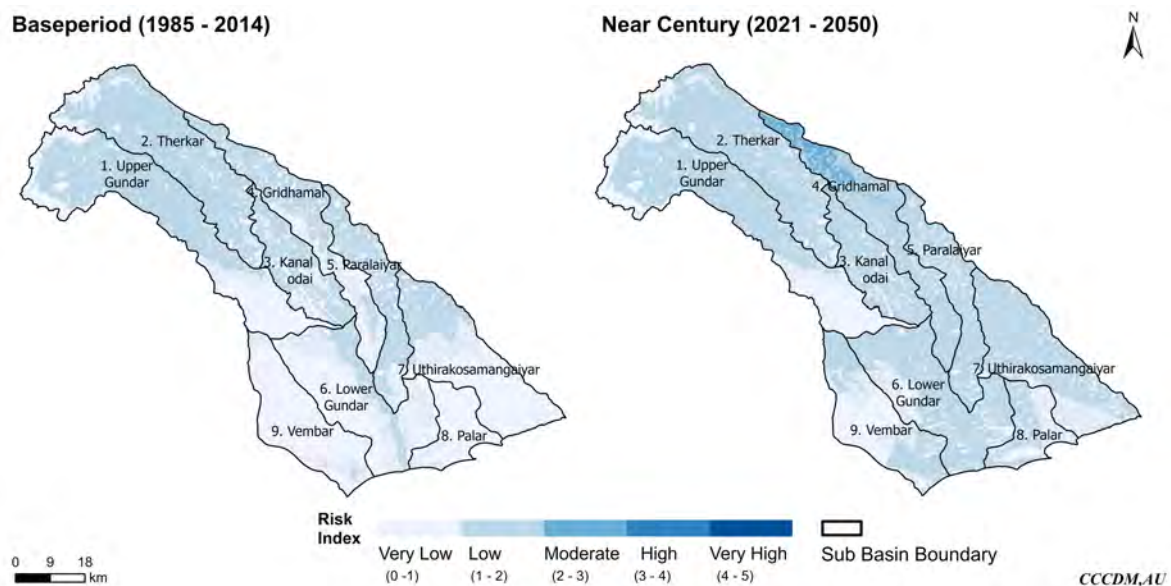 Baseperiod (1985 - 2014)
Near Century (2021 - 2050)
N
2. Therkar
1. Upper
Gundar
4. Gridhamal
3. Kanal
odai
5. Paralaiyar
7. Uthirakosamangaiyar
6. Lower
Gundar
9. Vembar
8. Palar
2. Therkar
1. Upper
Gundar
4. Gridhamal
5. Paralaiyar
3. Kanal
odai
7. Uthirakosamangaiyar
6. Lower
Gundar
9. Vembar
8. Palar
Risk
Index
Very Low Low Moderate High Very High
(0 -1) (1 - 2) (2 - 3) (3 - 4) (4 - 5)
Sub Basin Boundary
0 9 18
km
CCCDM,AU